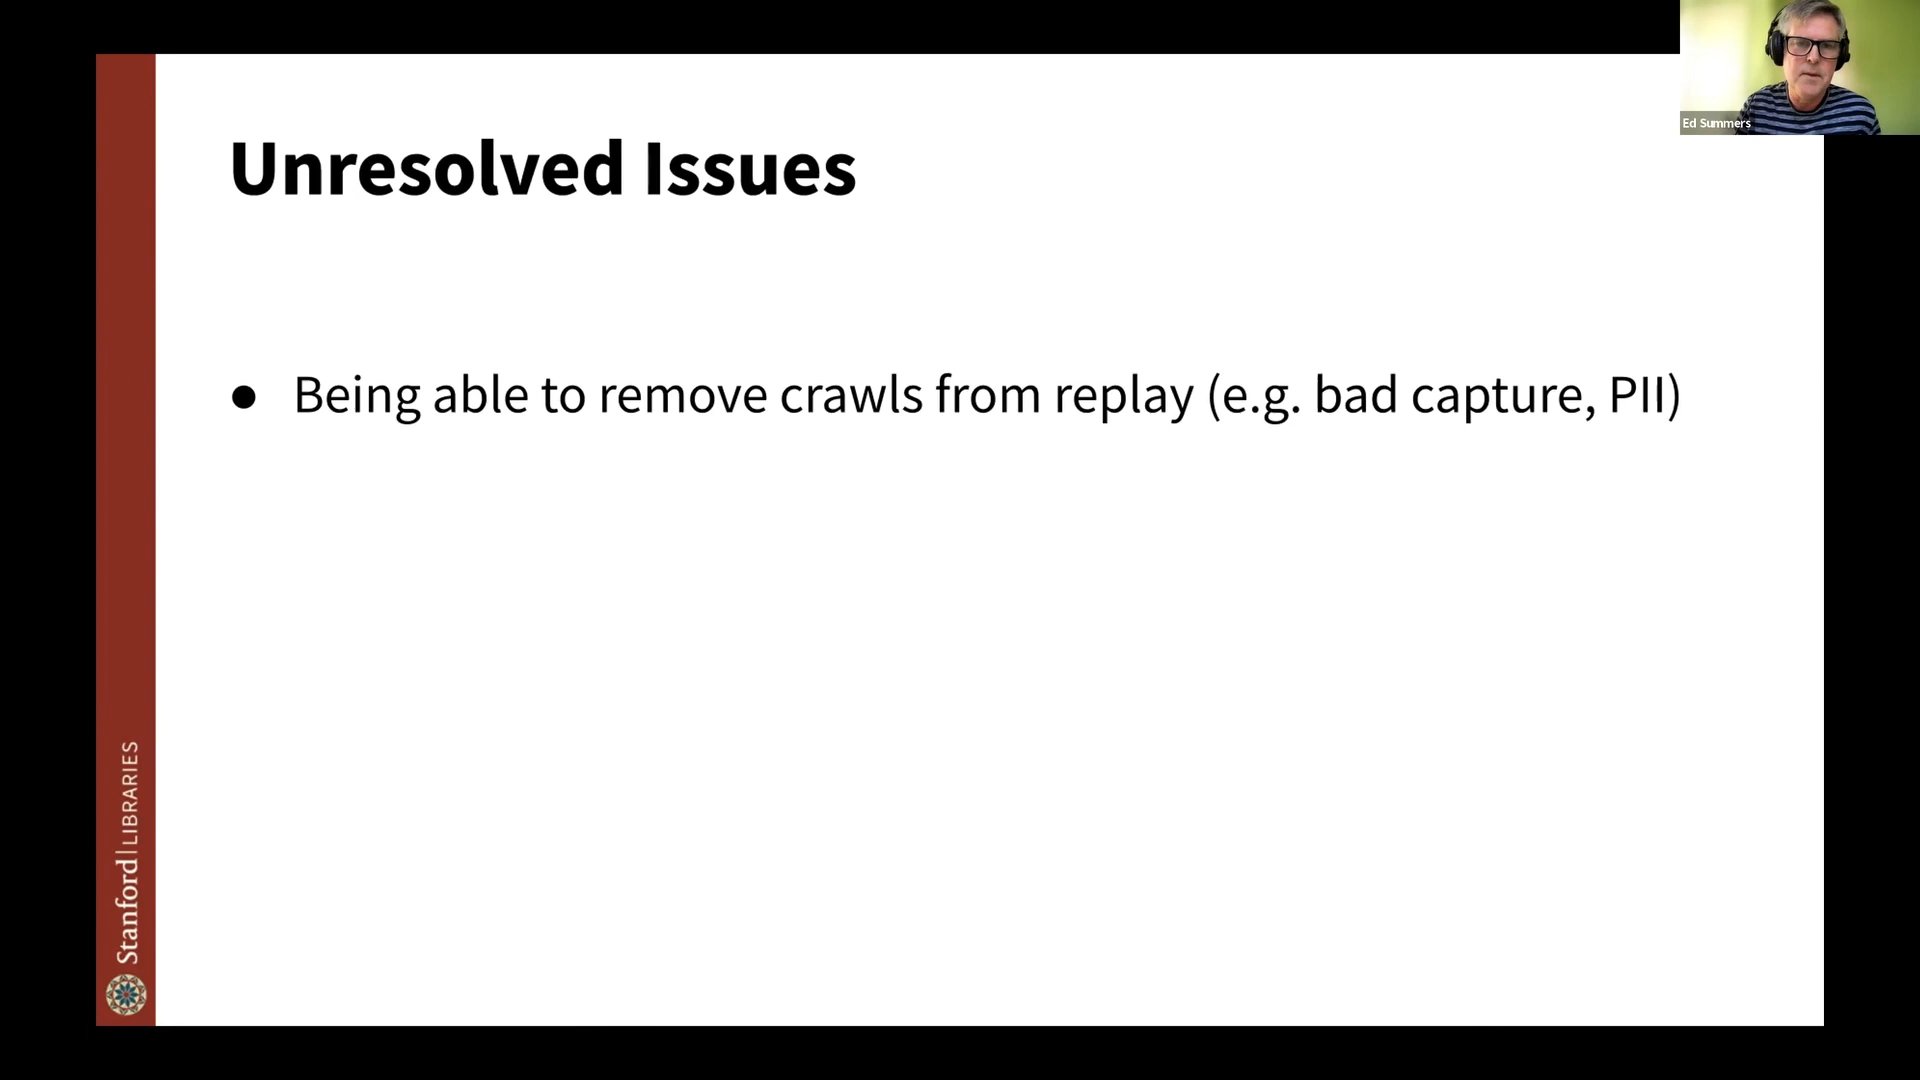 Ed Summers
Unresolved Issues
● Being able to remove crawls from replay (e.g. bad capture, PII)
Stanford | LIBRARIES